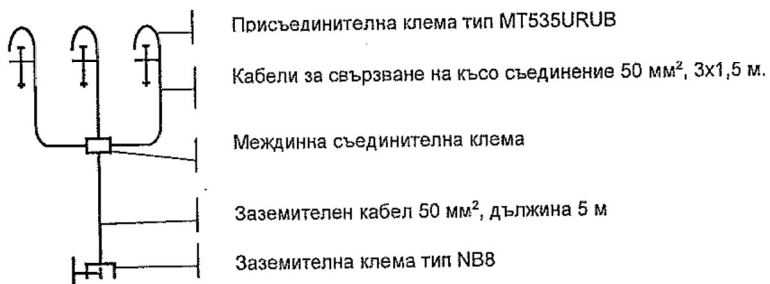 Присъединителна клема тип MT535URUB
Кабели за свързване на късо съединение 50 мм², 3x1,5 м.
Междинна съединителна клема
Заземителен кабел 50 мм², дължина 5 м
Заземителна клема тип NB8